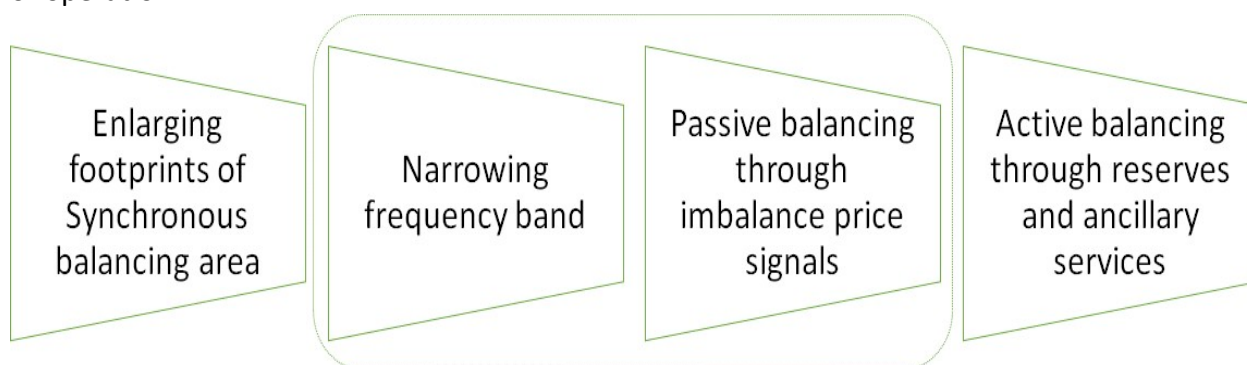 Enlarging
footprints of
Synchronous
balancing area
Narrowing
frequency band
Passive balancing
through
imbalance price
signals
Active balancing
through reserves
and ancillary
services